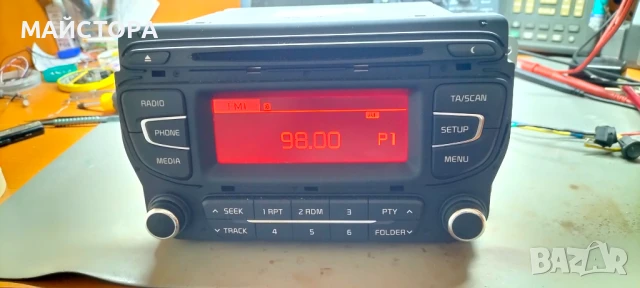 МАЙСТОРА
RADIO
PHONE
MEDIA
FM1
98.00 P1
TA/SCAN
SETUP
MENU
SEEK 1 RPT 2 RDM 3 PTY
TRACK 4 5 6 FOLDER
BAZAR
bg